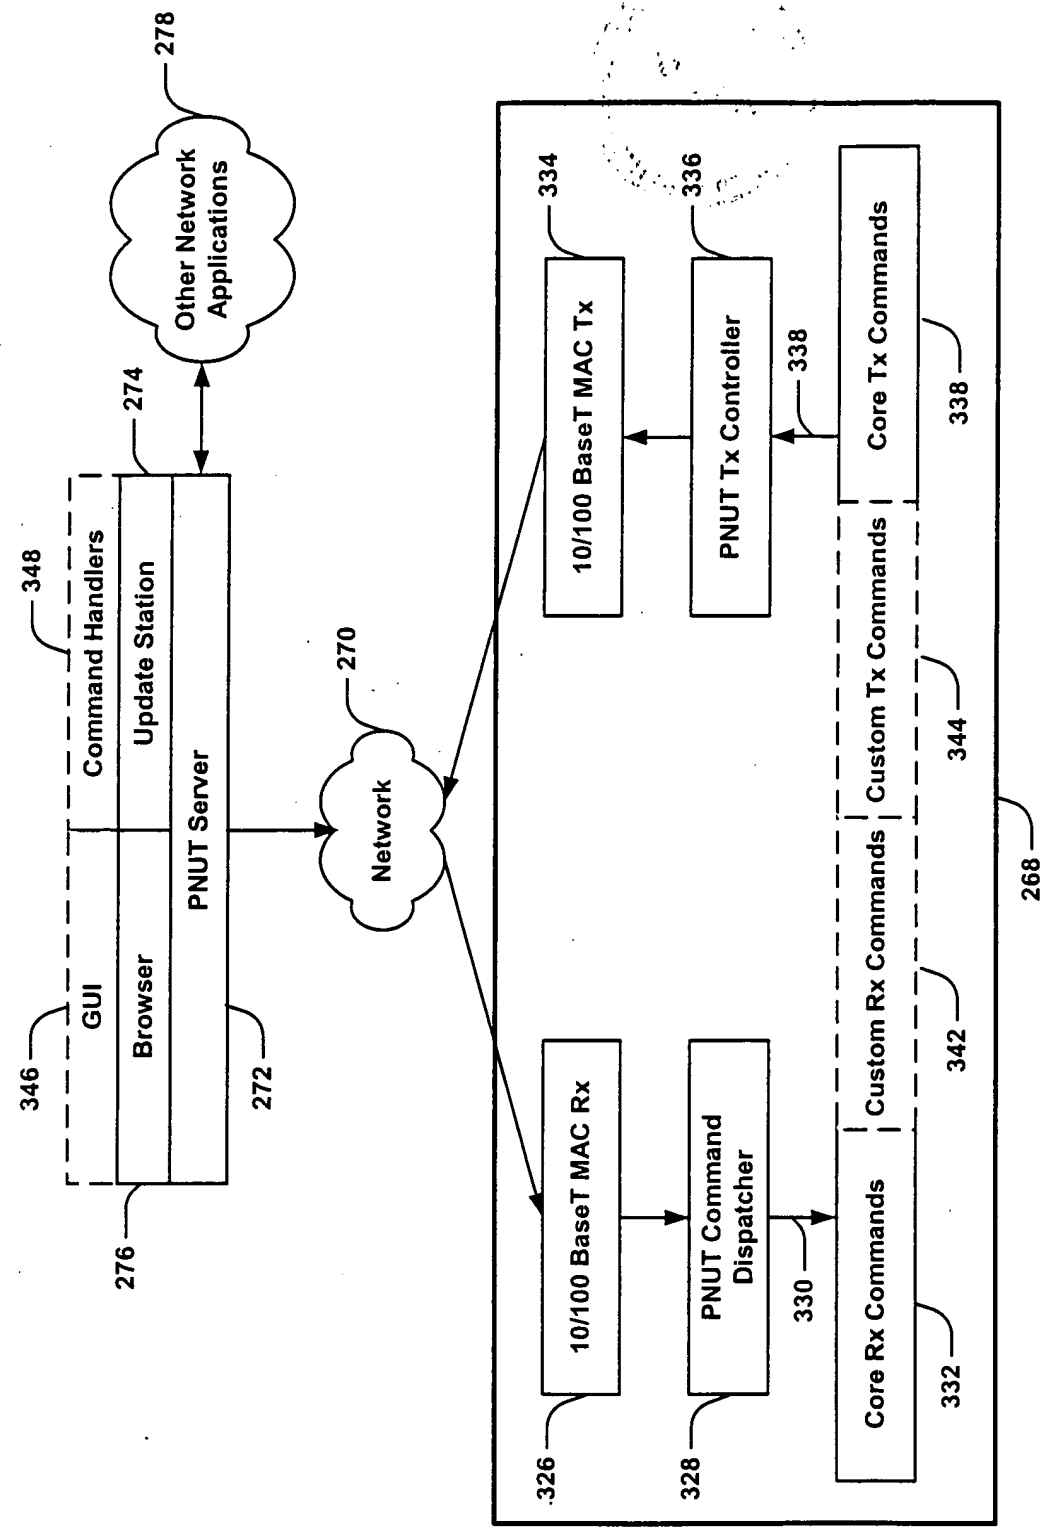 346
348
GUI
Command Handlers
276
Browser
Update Station
274
PNUT Server
272
Other Network
Applications
278
Network
270
326
10/100 BaseT MAC Rx
10/100 BaseT MAC Tx
334
328
PNUT Command
Dispatcher
PNUT Tx Controller
336
330
338
Core Rx Commands
Custom Rx Commands
Custom Tx Commands
Core Tx Commands
332
342
344
338
268